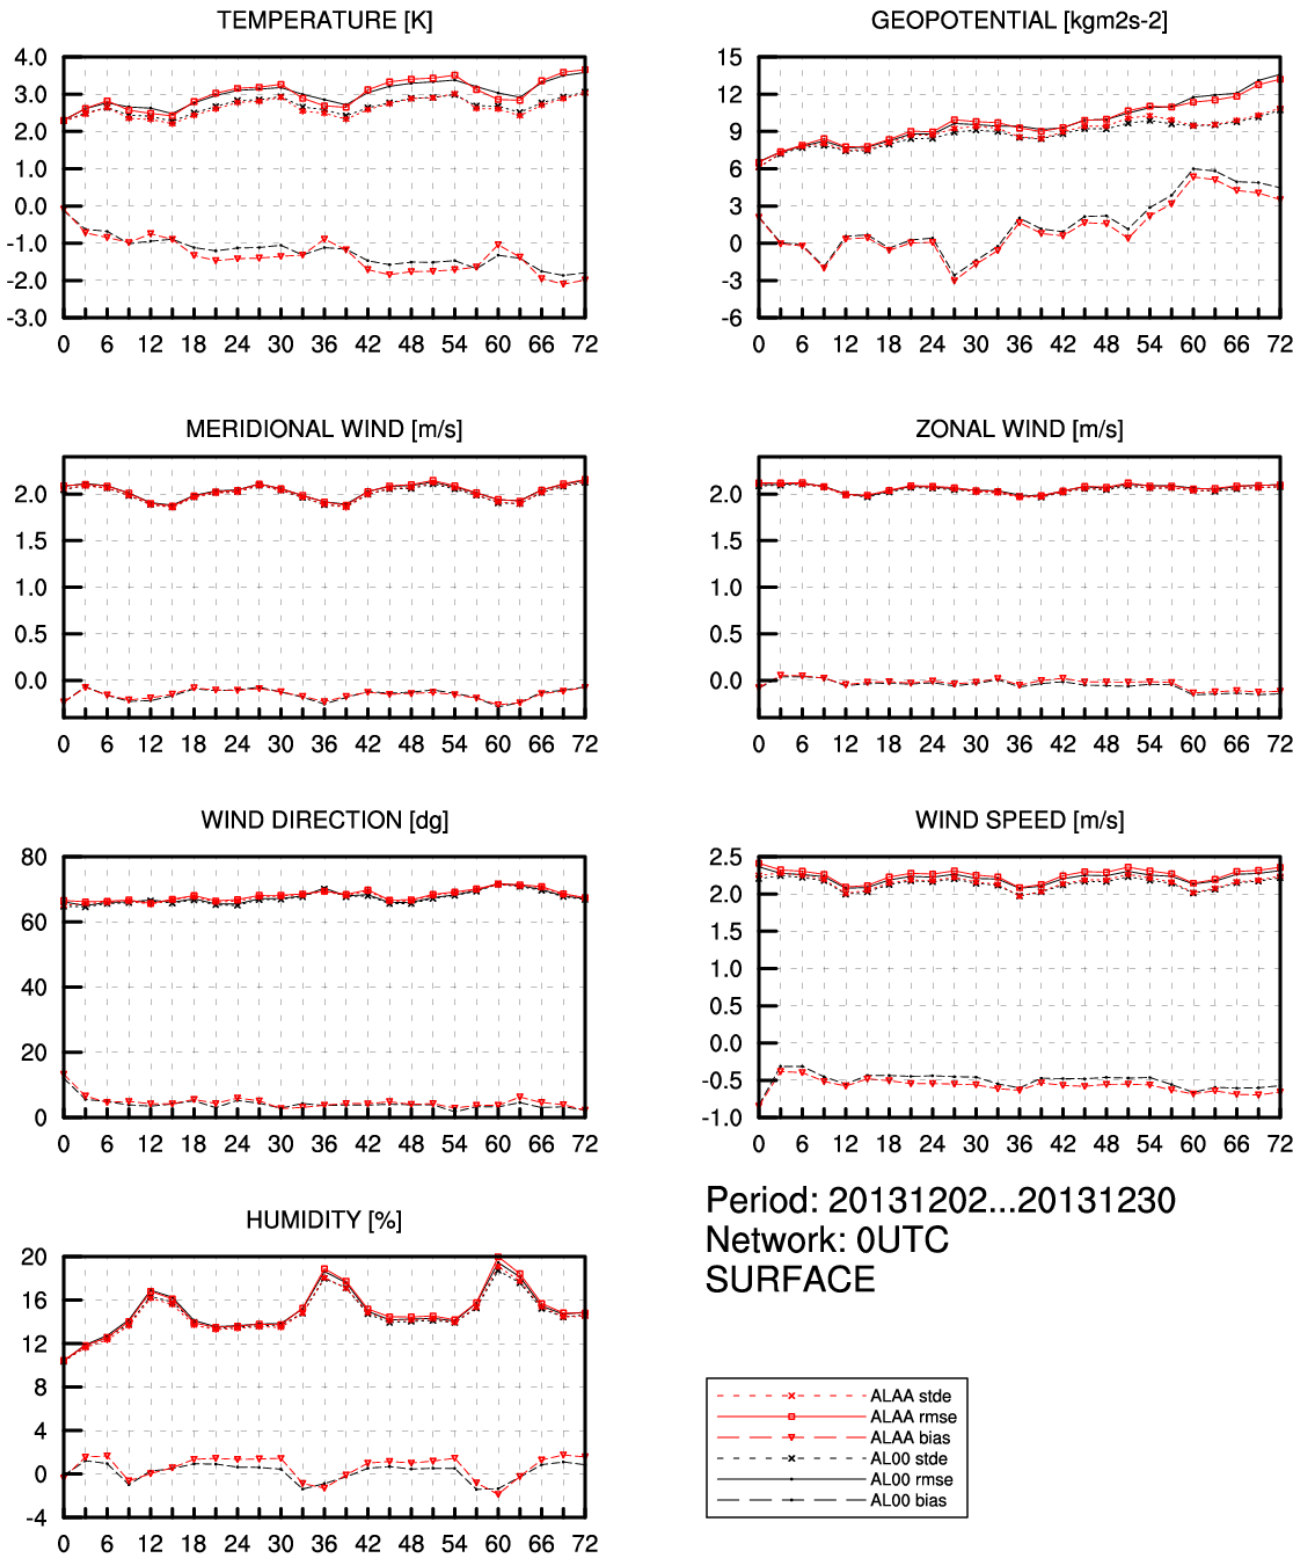 TEMPERATURE [K]
4.0
3.0
2.0
1.0
0.0
-1.0
-2.0
-3.0
0 6 12 18 24 30 36 42 48 54 60 66 72
GEOPOTENTIAL [kgm2s-2]
15
12
9
6
3
0
-3
-6
0 6 12 18 24 30 36 42 48 54 60 66 72
MERIDIONAL WIND [m/s]
2.0
1.5
1.0
0.5
0.0
0 6 12 18 24 30 36 42 48 54 60 66 72
ZONAL WIND [m/s]
2.0
1.5
1.0
0.5
0.0
0 6 12 18 24 30 36 42 48 54 60 66 72
WIND DIRECTION [dg]
80
60
40
20
0
0 6 12 18 24 30 36 42 48 54 60 66 72
WIND SPEED [m/s]
2.5
2.0
1.5
1.0
0.5
0.0
-0.5
-1.0
0 6 12 18 24 30 36 42 48 54 60 66 72
HUMIDITY [%]
20
16
12
8
4
0
-4
0 6 12 18 24 30 36 42 48 54 60 66 72
Period: 20131202...20131230
Network: 0UTC
SURFACE
ALAA stde
ALAA rmse
ALAA bias
AL00 stde
AL00 rmse
AL00 bias